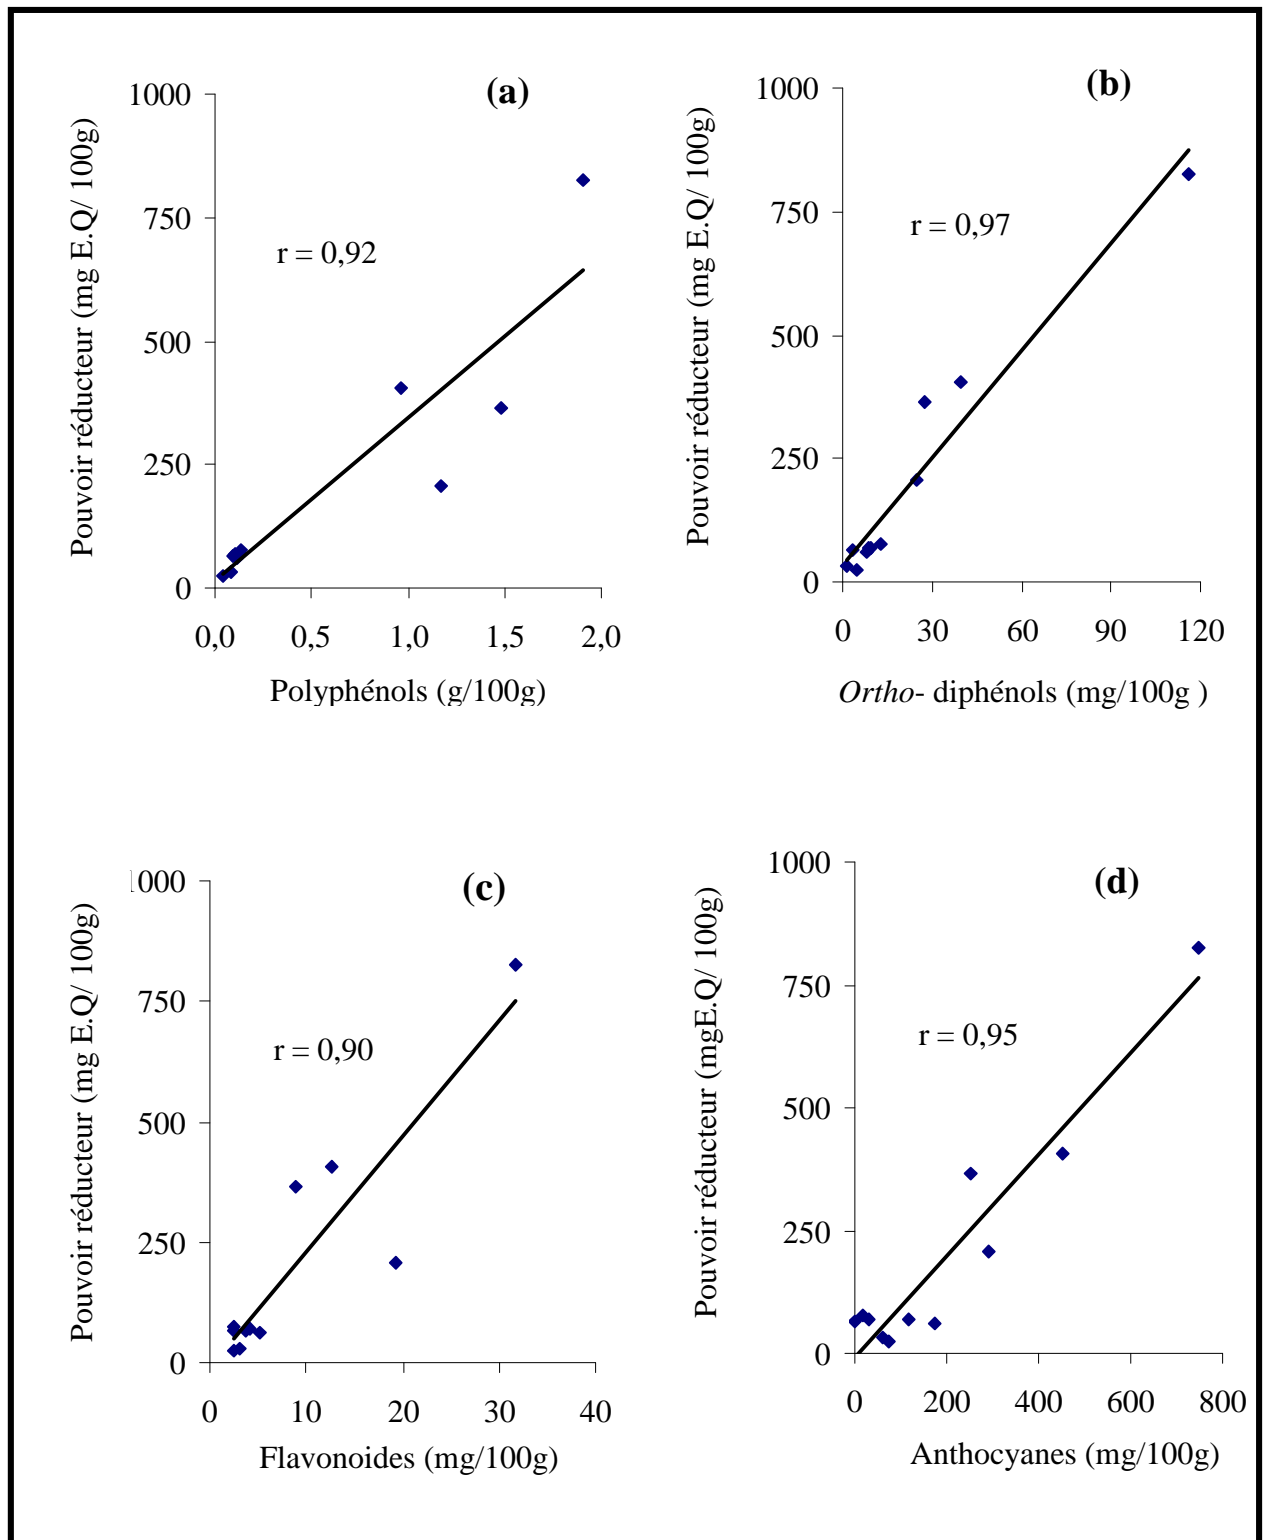 (a)
1000
750
500
250
0
r = 0,92
Pouvoir réducteur (mg E.Q/ 100g)
0,0 0,5 1,0 1,5 2,0
Polyphénols (g/100g)
(b)
1000
750
500
250
0
r = 0,97
Pouvoir réducteur (mg E.Q/ 100g)
0 30 60 90 120
Ortho- diphénols (mg/100g )
(c)
1000
750
500
250
0
r = 0,90
Pouvoir réducteur (mg E.Q/ 100g)
0 10 20 30 40
Flavonoides (mg/100g)
(d)
1000
750
500
250
0
r = 0,95
Pouvoir réducteur (mgE.Q/ 100g)
0 200 400 600 800
Anthocyanes (mg/100g)